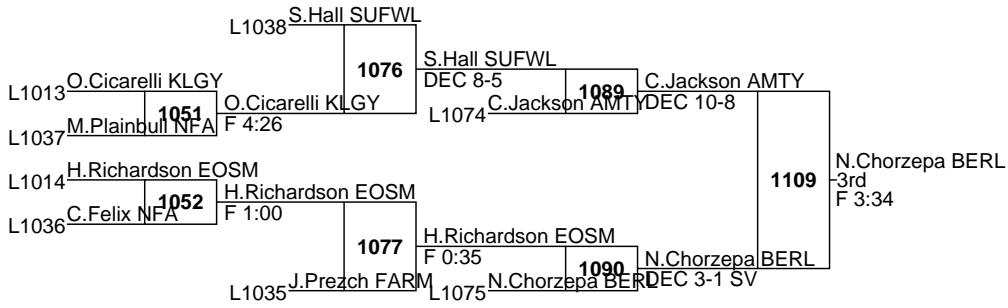 L1038 S.Hall SUFWL
1076
S.Hall SUFWL
DEC 8-5
L1013 O.Cicarelli KLGY
1051
O.Cicarelli KLGY
F 4:26
L1037 M.Plainbull NFA
1089
L1074 C.Jackson AMTY
C.Jackson AMTY
DEC 10-8
L1014 H.Richardson EOSM
1052
H.Richardson EOSM
F 1:00
L1036 C.Felix NFA
1077
H.Richardson EOSM
F 0:35
L1035 J.Prezch FARM
1090
L1075 N.Chorzepa BERL
N.Chorzepa BERL
DEC 3-1 SV
1109
N.Chorzepa BERL
3rd
F 3:34